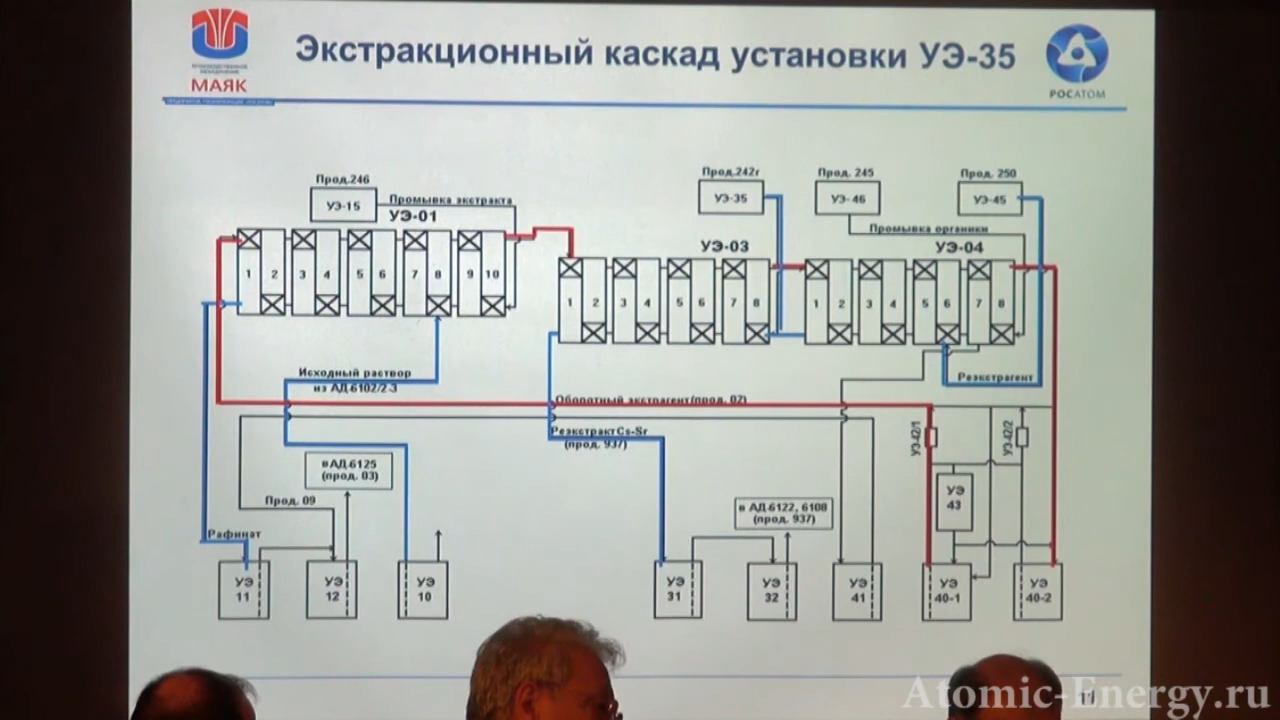 Экстракционный каскад установки УЭ-35
ПРОИЗВОДСТВЕННОЕ
ОБЪЕДИНЕНИЕ
МАЯК
РОСАТОМ
Прод.246
УЭ-15
Промывка экстракта
УЭ-01
Прод.242г
УЭ-35
Прод. 245
УЭ-46
Прод. 250
УЭ-45
Промывка органики
УЭ-03
УЭ-04
1 2 3 4 5 6 7 8 9 10
1 2 3 4 5 6 7 8
1 2 3 4 5 6 7 8
Исходный раствор
из АД-6102/2-3
Реэкстрагент
Оборотный экстрагент(прод. 02)
Реэкстракт Cs-Sr
(прод. 937)
УЭ-42/1
УЭ-42/2
в АД-6125
(прод. 03)
Прод. 09
УЭ
43
в АД-6122, 6108
(прод. 937)
Рафинат
УЭ
11
УЭ
12
УЭ
10
УЭ
31
УЭ
32
УЭ
41
УЭ
40-1
УЭ
40-2
Atomic-Energy.ru